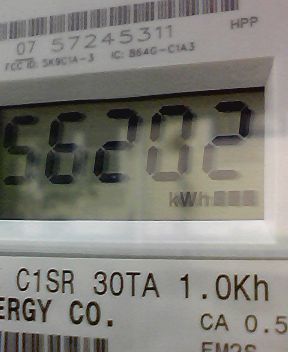 HPP
07 57245311
FCC ID: SK9C1A-3 IC: B64G-C1A3
56202
kWh
C1SR 30TA 1.0Kh
ERGY CO.
CA 0.5